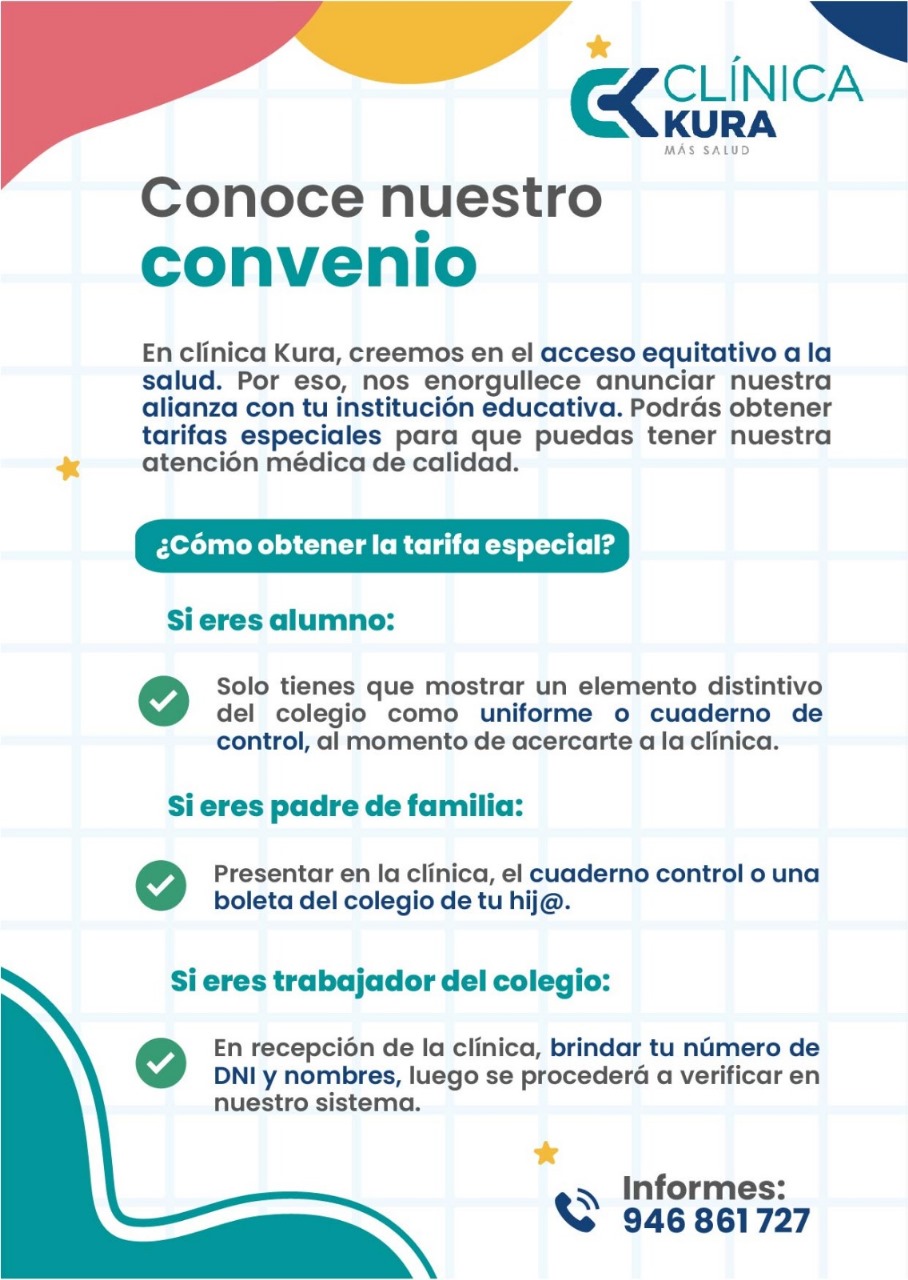 CLÍNICA
KURA
MÁS SALUD
Conoce nuestro
convenio
En clínica Kura, creemos en el acceso equitativo a la
salud. Por eso, nos enorgullece anunciar nuestra
alianza con tu institución educativa. Podrás obtener
tarifas especiales para que puedas tener nuestra
atención médica de calidad.
¿Cómo obtener la tarifa especial?
Si eres alumno:
Solo tienes que mostrar un elemento distintivo
del colegio como uniforme o cuaderno de
control, al momento de acercarte a la clínica.
Si eres padre de familia:
Presentar en la clínica, el cuaderno control o una
boleta del colegio de tu hij@.
Si eres trabajador del colegio:
En recepción de la clínica, brindar tu número de
DNI y nombres, luego se procederá a verificar en
nuestro sistema.
Informes:
946 861 727